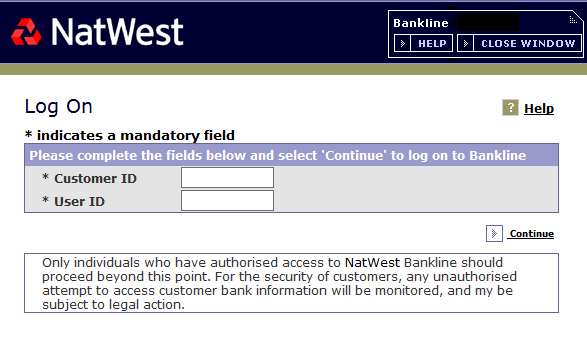 NatWest
Bankline
HELP
CLOSE WINDOW
Log On
? Help
* indicates a mandatory field
Please complete the fields below and select 'Continue' to log on to Bankline
* Customer ID
* User ID
Continue
Only individuals who have authorised access to NatWest Bankline should
proceed beyond this point. For the security of customers, any unauthorised
attempt to access customer bank information will be monitored, and my be
subject to legal action.